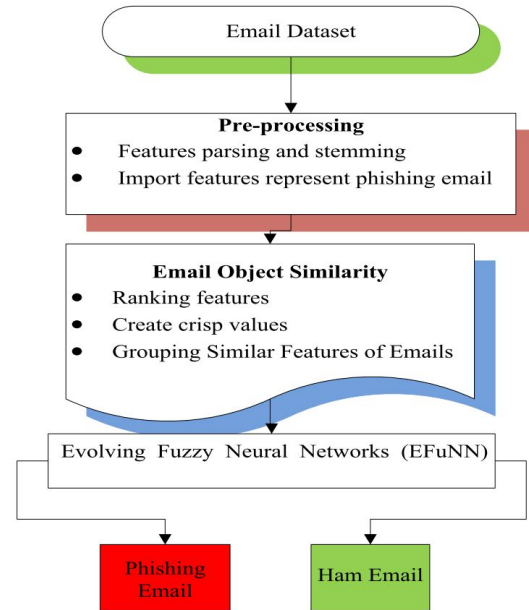 Email Dataset
Pre-processing
● Features parsing and stemming
● Import features represent phishing email
Email Object Similarity
● Ranking features
● Create crisp values
● Grouping Similar Features of Emails
Evolving Fuzzy Neural Networks (EFuNN)
Phishing
Email
Ham Email